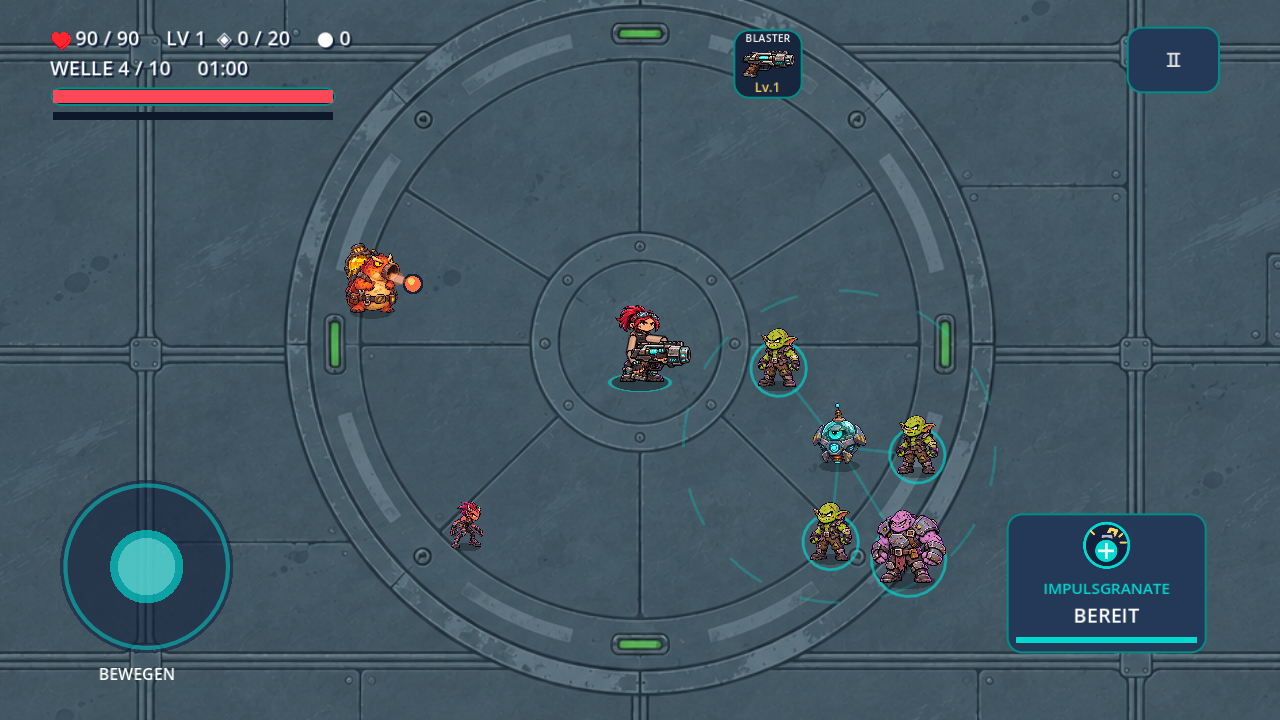 90 / 90 LV 1 0 / 20 0
WELLE 4 / 10 01:00
BLASTER
Lv.1
II
IMPULSGRANATE
BEREIT
BEWEGEN